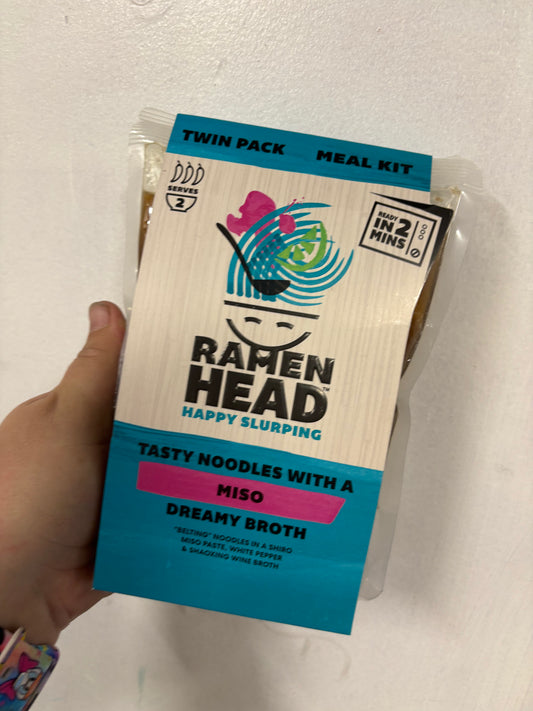 TWIN PACK MEAL KIT
SERVES
2
READY
IN 2
MINS
RAMEN
HEAD™
HAPPY SLURPING
TASTY NOODLES WITH A
MISO
DREAMY BROTH
"BELTING" NOODLES IN A SHIRO
MISO PASTE, WHITE PEPPER
& SHAOXING WINE BROTH